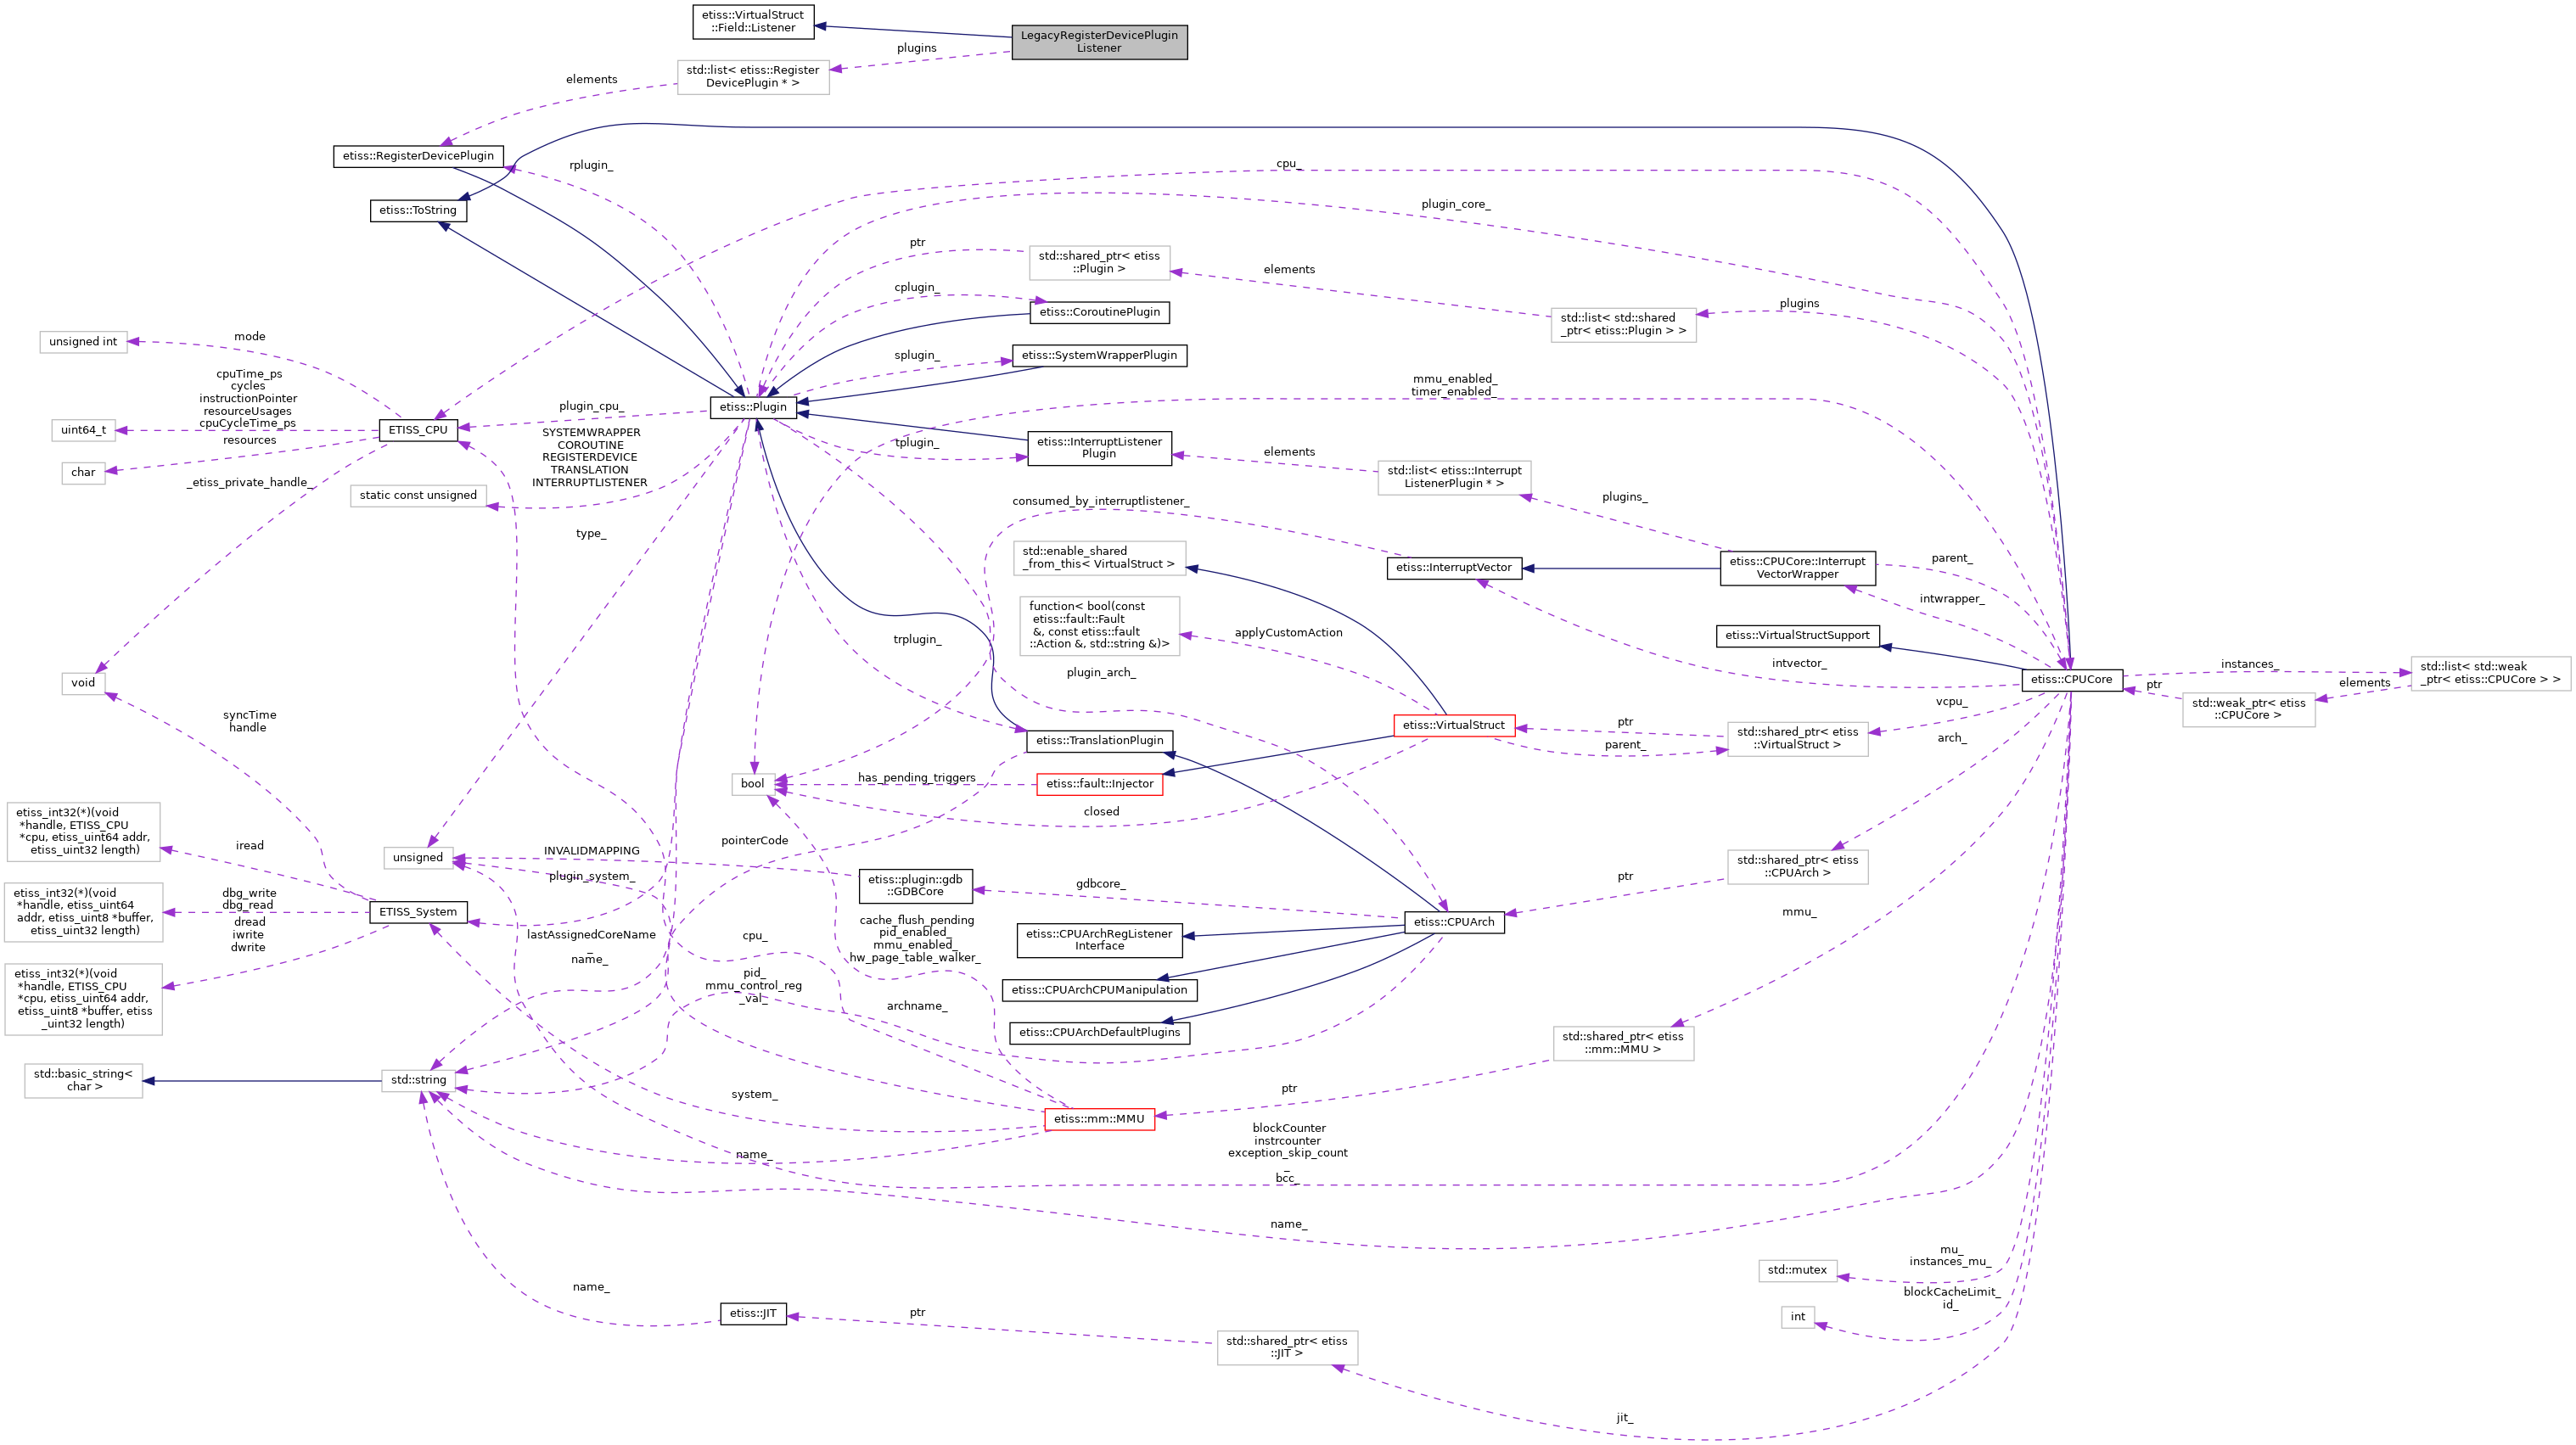 etiss::VirtualStruct
::Field::Listener
LegacyRegisterDevicePlugin
Listener
plugins
std::list< etiss::Register
DevicePlugin * >
elements
etiss::RegisterDevicePlugin
rplugin_
cpu_
etiss::ToString
plugin_core_
ptr
std::shared_ptr< etiss
::Plugin >
elements
cplugin_
etiss::CoroutinePlugin
plugins
std::list< std::shared
_ptr< etiss::Plugin > >
unsigned int
mode
splugin_
etiss::SystemWrapperPlugin
cpuTime_ps
cycles
instructionPointer
resourceUsages
cpuCycleTime_ps
mmu_enabled_
timer_enabled_
etiss::Plugin
plugin_cpu_
uint64_t
ETISS_CPU
resources
char
SYSTEMWRAPPER
COROUTINE
REGISTERDEVICE
TRANSLATION
INTERRUPTLISTENER
tplugin_
etiss::InterruptListener
Plugin
elements
std::list< etiss::Interrupt
ListenerPlugin * >
_etiss_private_handle_
static const unsigned
consumed_by_interruptlistener_
plugins_
type_
std::enable_shared
_from_this< VirtualStruct >
etiss::InterruptVector
etiss::CPUCore::Interrupt
VectorWrapper
parent_
intwrapper_
function< bool(const
etiss::fault::Fault
&, const etiss::fault
::Action &, std::string &)>
applyCustomAction
trplugin_
etiss::VirtualStructSupport
plugin_arch_
intvector_
void
etiss::CPUCore
instances_
std::list< std::weak
_ptr< etiss::CPUCore > >
elements
ptr
std::weak_ptr< etiss
::CPUCore >
syncTime
handle
etiss::VirtualStruct
ptr
parent_
std::shared_ptr< etiss
::VirtualStruct >
vcpu_
arch_
etiss::TranslationPlugin
bool
has_pending_triggers
etiss::fault::Injector
closed
etiss_int32(*)(void
*handle, ETISS_CPU
*cpu, etiss_uint64 addr,
etiss_uint32 length)
iread
pointerCode
unsigned
INVALIDMAPPING
plugin_system_
etiss::plugin::gdb
::GDBCore
gdbcore_
std::shared_ptr< etiss
::CPUArch >
ptr
etiss_int32(*)(void
*handle, etiss_uint64
addr, etiss_uint8 *buffer,
etiss_uint32 length)
dbg_write
dbg_read
ETISS_System
dread
iwrite
dwrite
etiss::CPUArch
mmu_
lastAssignedCoreName
_
name_
cpu_
cache_flush_pending
pid_enabled_
mmu_enabled_
hw_page_table_walker_
etiss::CPUArchRegListener
Interface
etiss_int32(*)(void
*handle, ETISS_CPU
*cpu, etiss_uint64 addr,
etiss_uint8 *buffer, etiss
_uint32 length)
pid_
mmu_control_reg
_val_
etiss::CPUArchCPUManipulation
archname_
etiss::CPUArchDefaultPlugins
std::shared_ptr< etiss
::mm::MMU >
std::basic_string<
char >
std::string
system_
ptr
etiss::mm::MMU
name_
blockCounter
instrcounter
exception_skip_count
_
bcc_
name_
std::mutex
mu_
instances_mu_
name_
blockCacheLimit_
id_
int
etiss::JIT
ptr
std::shared_ptr< etiss
::JIT >
jit_